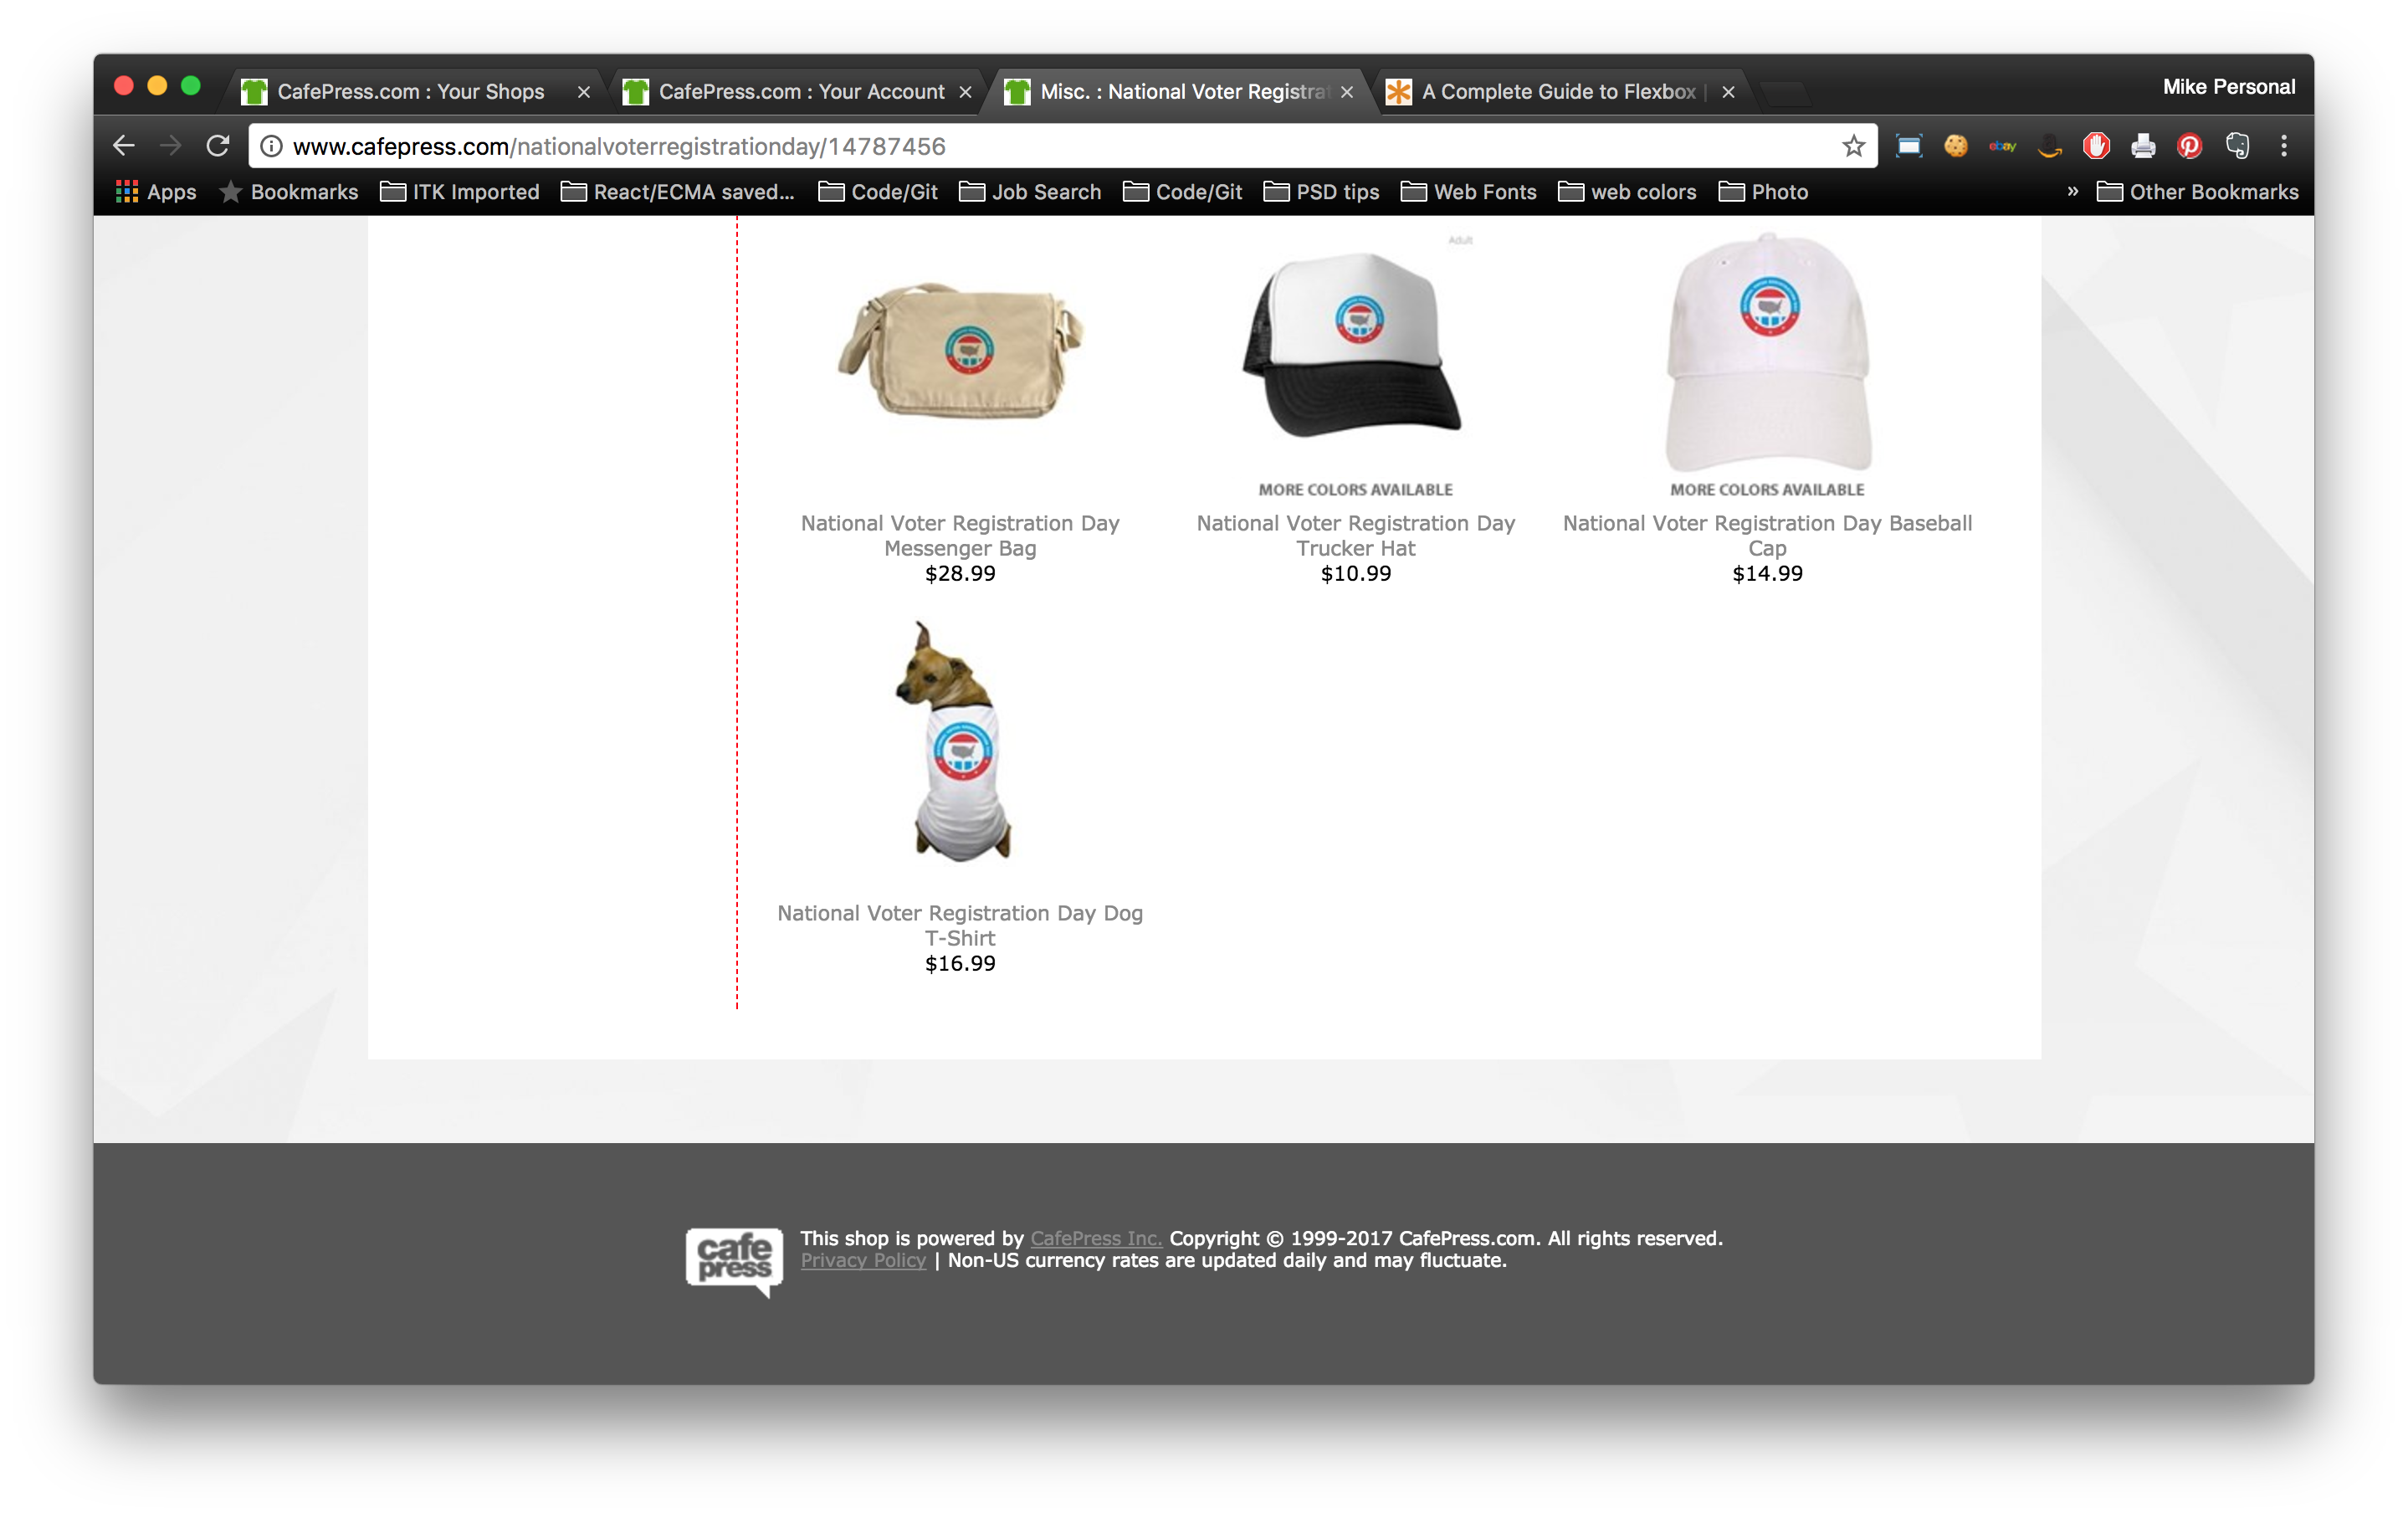 CafePress.com : Your Shops
CafePress.com : Your Account
Misc. : National Voter Registrat
A Complete Guide to Flexbox |
Mike Personal
www.cafepress.com/nationalvoterregistrationday/14787456
ebay
Apps
Bookmarks
ITK Imported
React/ECMA saved...
Code/Git
Job Search
Code/Git
PSD tips
Web Fonts
web colors
Photo
»
Other Bookmarks
Adult
MORE COLORS AVAILABLE
MORE COLORS AVAILABLE
National Voter Registration Day
Messenger Bag
$28.99
National Voter Registration Day
Trucker Hat
$10.99
National Voter Registration Day Baseball
Cap
$14.99
National Voter Registration Day Dog
T-Shirt
$16.99
cafe
press
This shop is powered by CafePress Inc. Copyright © 1999-2017 CafePress.com. All rights reserved.
Privacy Policy | Non-US currency rates are updated daily and may fluctuate.